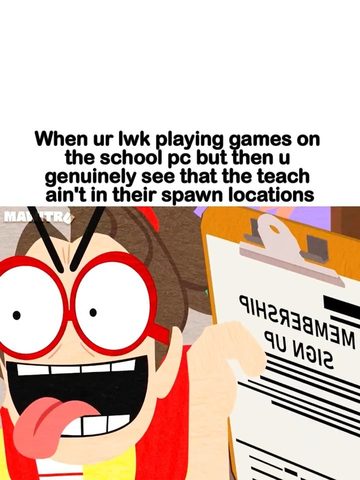 When ur lwk playing games on
the school pc but then u
genuinely see that the teach
ain't in their spawn locations
MEMBERSHIP
SIGN UP